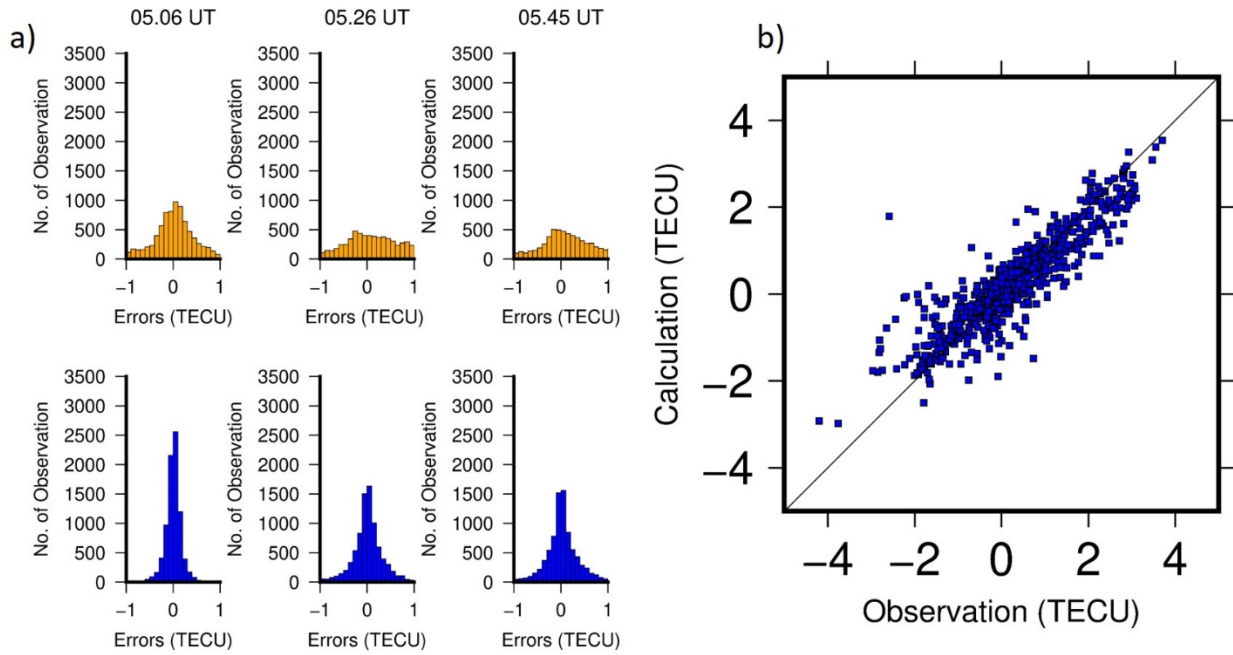 a)
05.06 UT
05.26 UT
05.45 UT
No. of Observation
3500
3000
2500
2000
1500
1000
500
0
−1 0 1
Errors (TECU)
No. of Observation
3500
3000
2500
2000
1500
1000
500
0
−1 0 1
Errors (TECU)
No. of Observation
3500
3000
2500
2000
1500
1000
500
0
−1 0 1
Errors (TECU)
No. of Observation
3500
3000
2500
2000
1500
1000
500
0
−1 0 1
Errors (TECU)
No. of Observation
3500
3000
2500
2000
1500
1000
500
0
−1 0 1
Errors (TECU)
No. of Observation
3500
3000
2500
2000
1500
1000
500
0
−1 0 1
Errors (TECU)
b)
Calculation (TECU)
4
2
0
−2
−4
−4 −2 0 2 4
Observation (TECU)